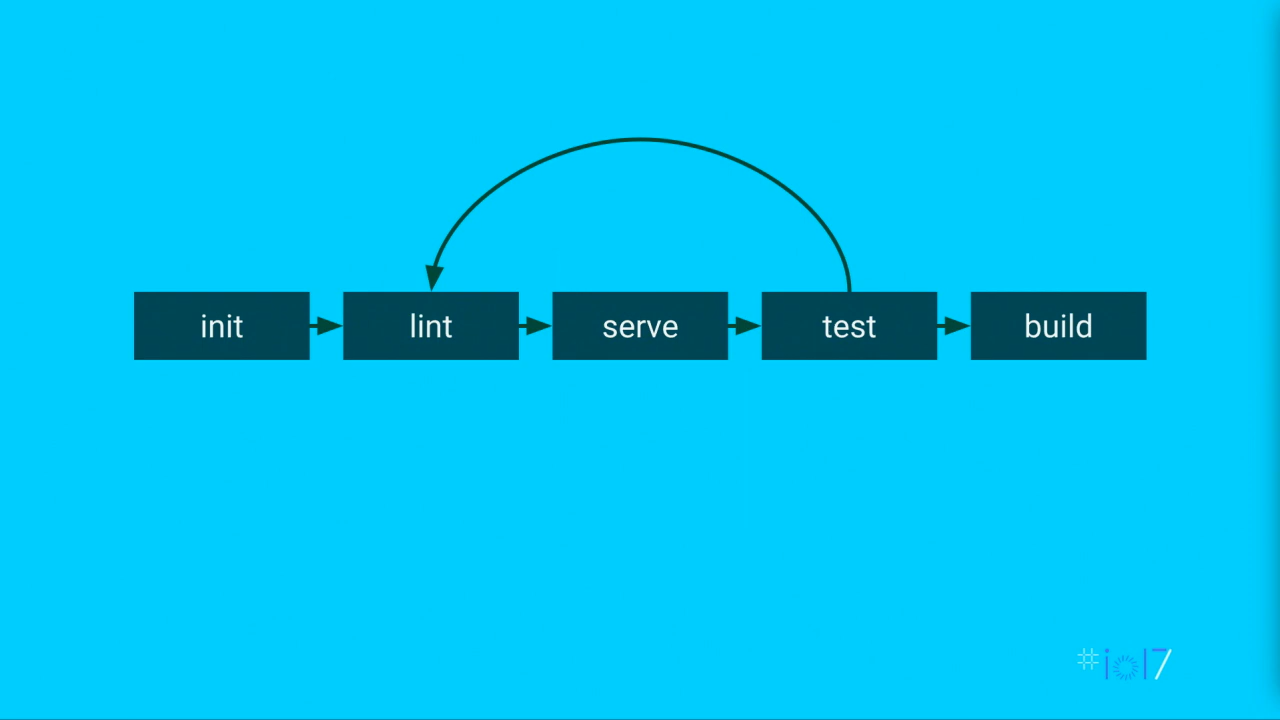 init
lint
serve
test
build
#io17